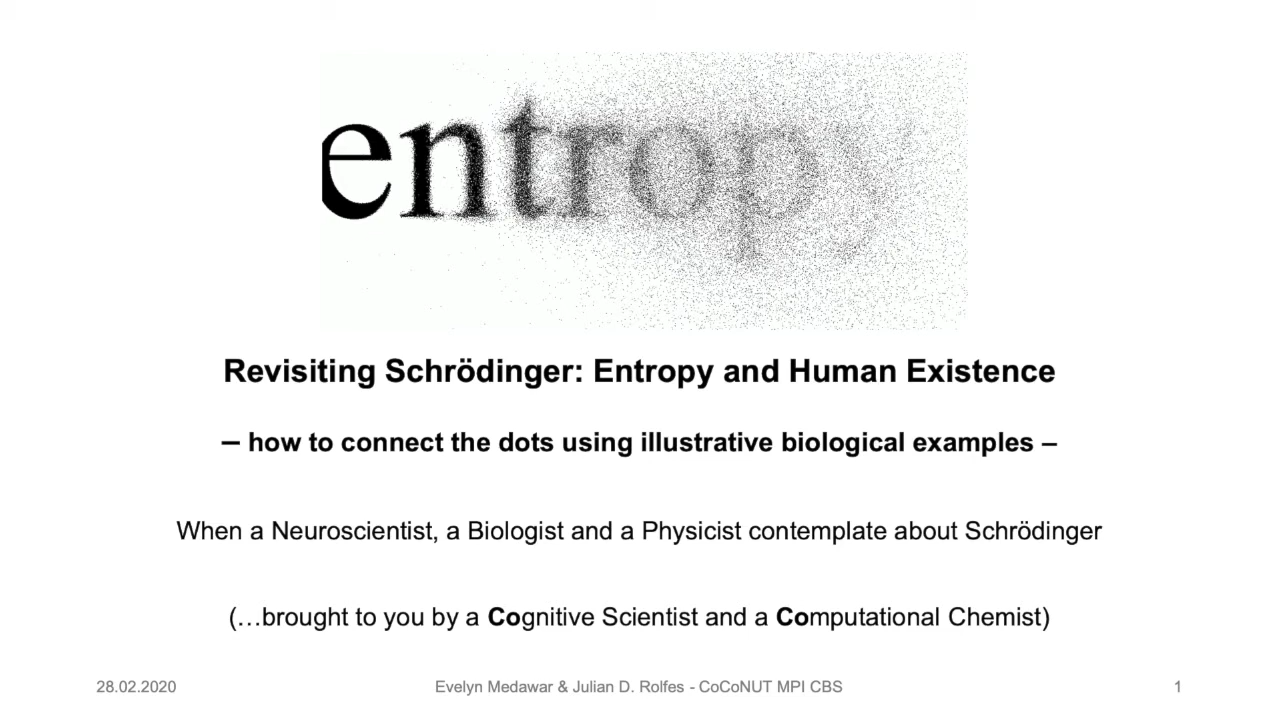 entropy
Revisiting Schrödinger: Entropy and Human Existence
– how to connect the dots using illustrative biological examples –
When a Neuroscientist, a Biologist and a Physicist contemplate about Schrödinger
(…brought to you by a Cognitive Scientist and a Computational Chemist)
28.02.2020
Evelyn Medawar & Julian D. Rolfes - CoCoNUT MPI CBS
1